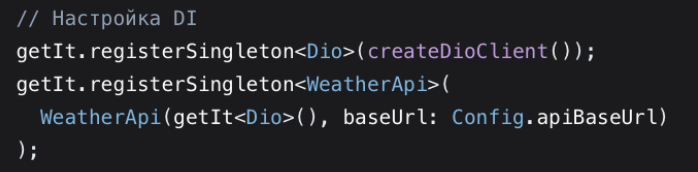 // Настройка DI
getIt.registerSingleton<Dio>(createDioClient());
getIt.registerSingleton<WeatherApi>(
  WeatherApi(getIt<Dio>(), baseUrl: Config.apiBaseUrl)
);